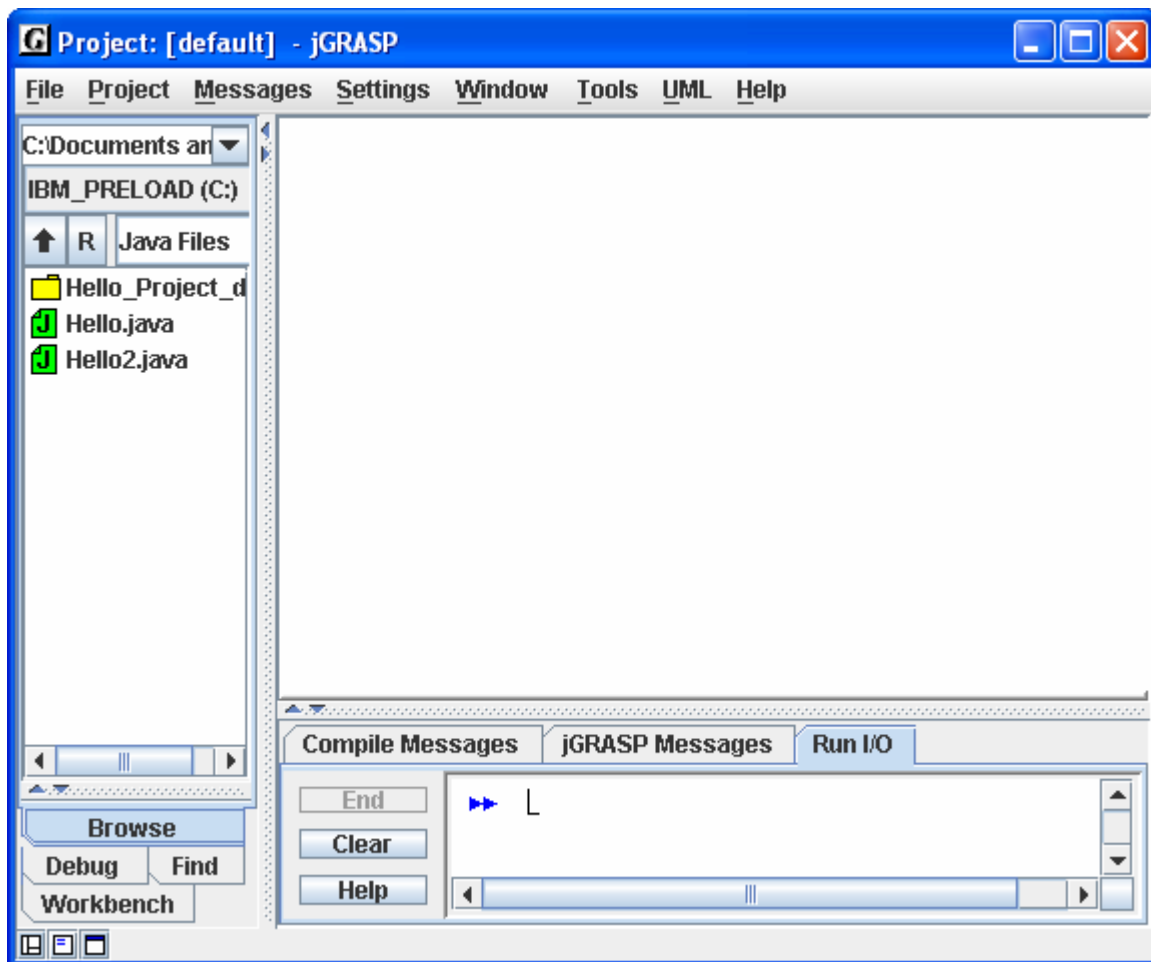 G Project: [default] - jGRASP
File Project Messages Settings Window Tools UML Help
C:\Documents an
IBM_PRELOAD (C:)
R Java Files
Hello_Project_d
J Hello.java
J Hello2.java
Compile Messages jGRASP Messages Run I/O
End
Clear
Help
Browse
Debug Find
Workbench